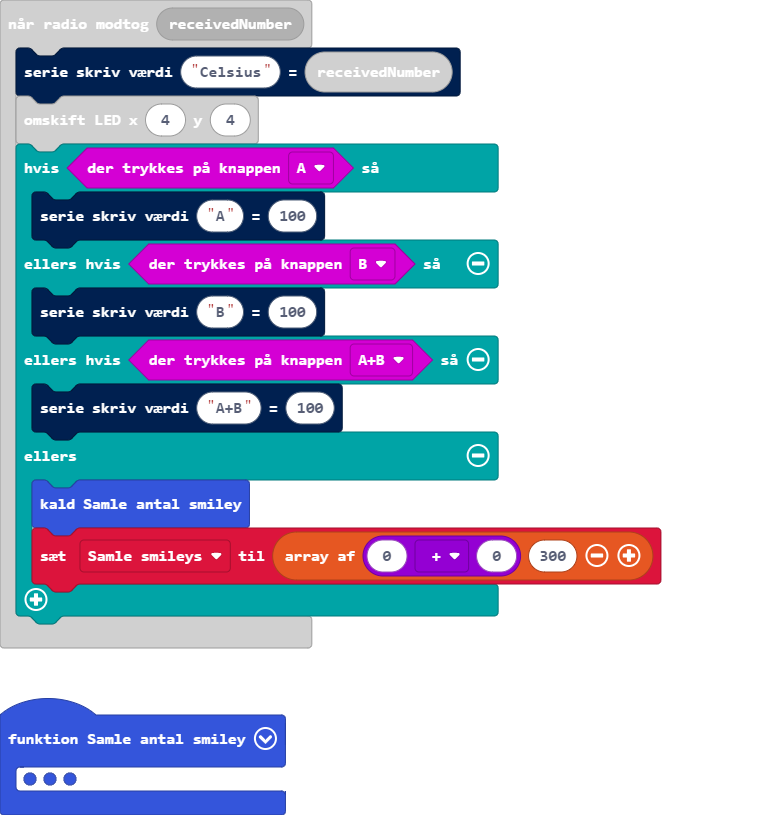 når radio modtog receivedNumber
serie skriv værdi "Celsius" = receivedNumber
omskift LED x 4 y 4
hvis der trykkes på knappen A så
serie skriv værdi "A" = 100
ellers hvis der trykkes på knappen B så
serie skriv værdi "B" = 100
ellers hvis der trykkes på knappen A+B så
serie skriv værdi "A+B" = 100
ellers
kald Samle antal smiley
sæt Samle smileys til array af 0 + 0 300
funktion Samle antal smiley